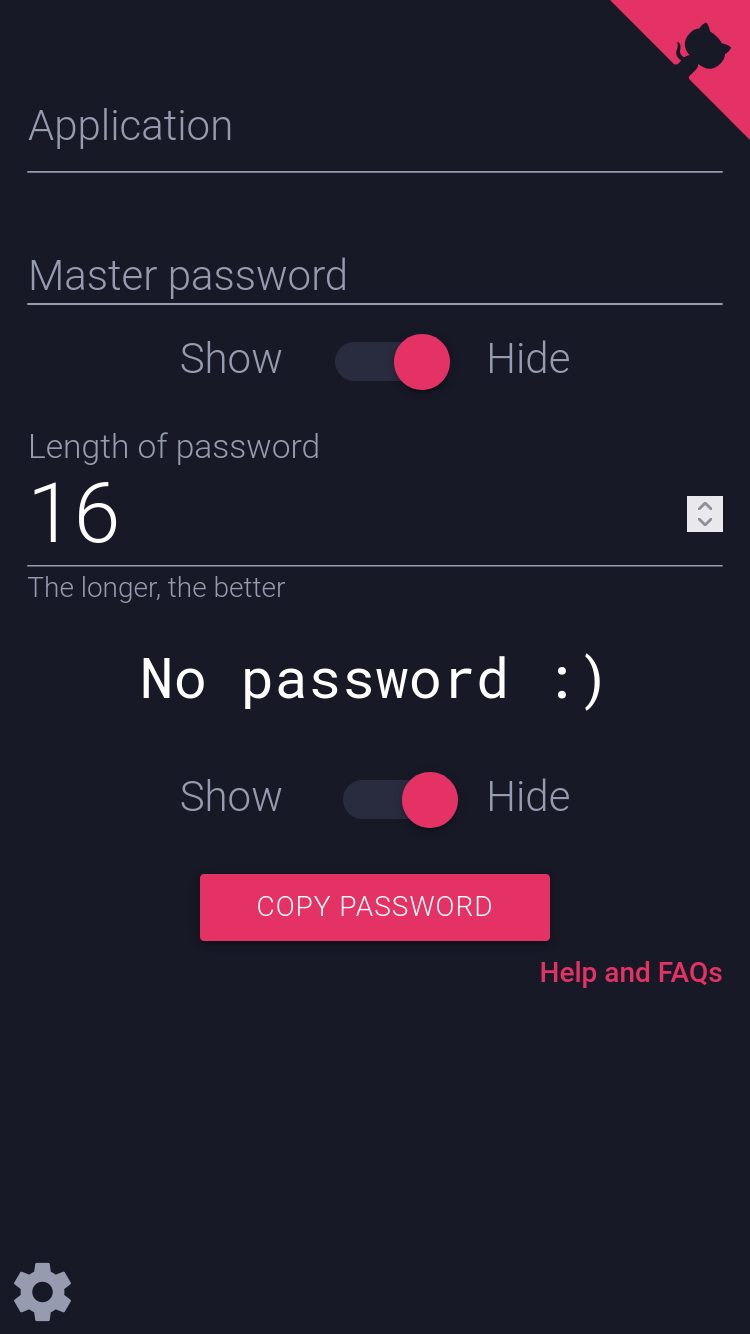 Application
Master password
Show Hide
Length of password
16
The longer, the better
No password :)
Show Hide
COPY PASSWORD
Help and FAQs